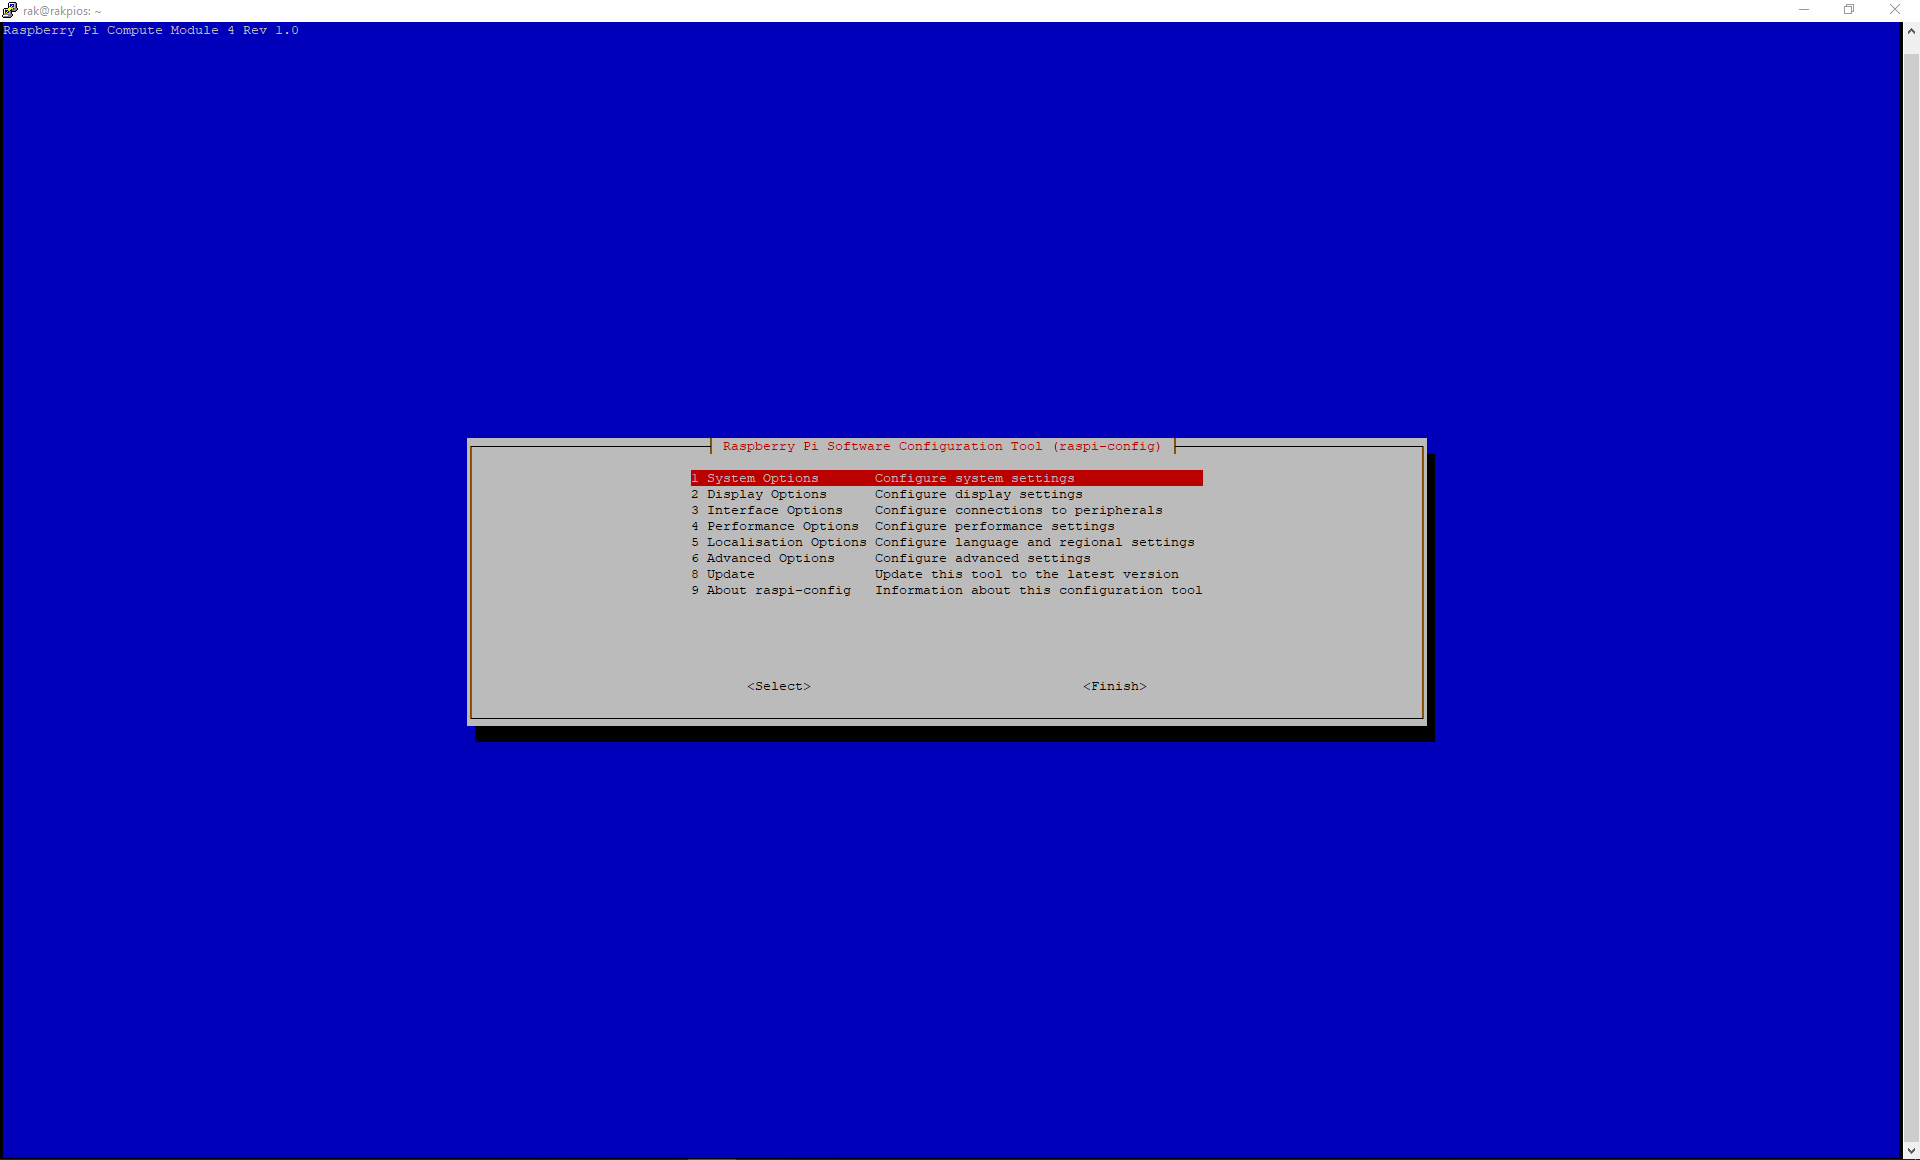 rak@rakpios: ~
Raspberry Pi Compute Module 4 Rev 1.0
Raspberry Pi Software Configuration Tool (raspi-config)
1 System Options Configure system settings
2 Display Options Configure display settings
3 Interface Options Configure connections to peripherals
4 Performance Options Configure performance settings
5 Localisation Options Configure language and regional settings
6 Advanced Options Configure advanced settings
8 Update Update this tool to the latest version
9 About raspi-config Information about this configuration tool
<Select> <Finish>